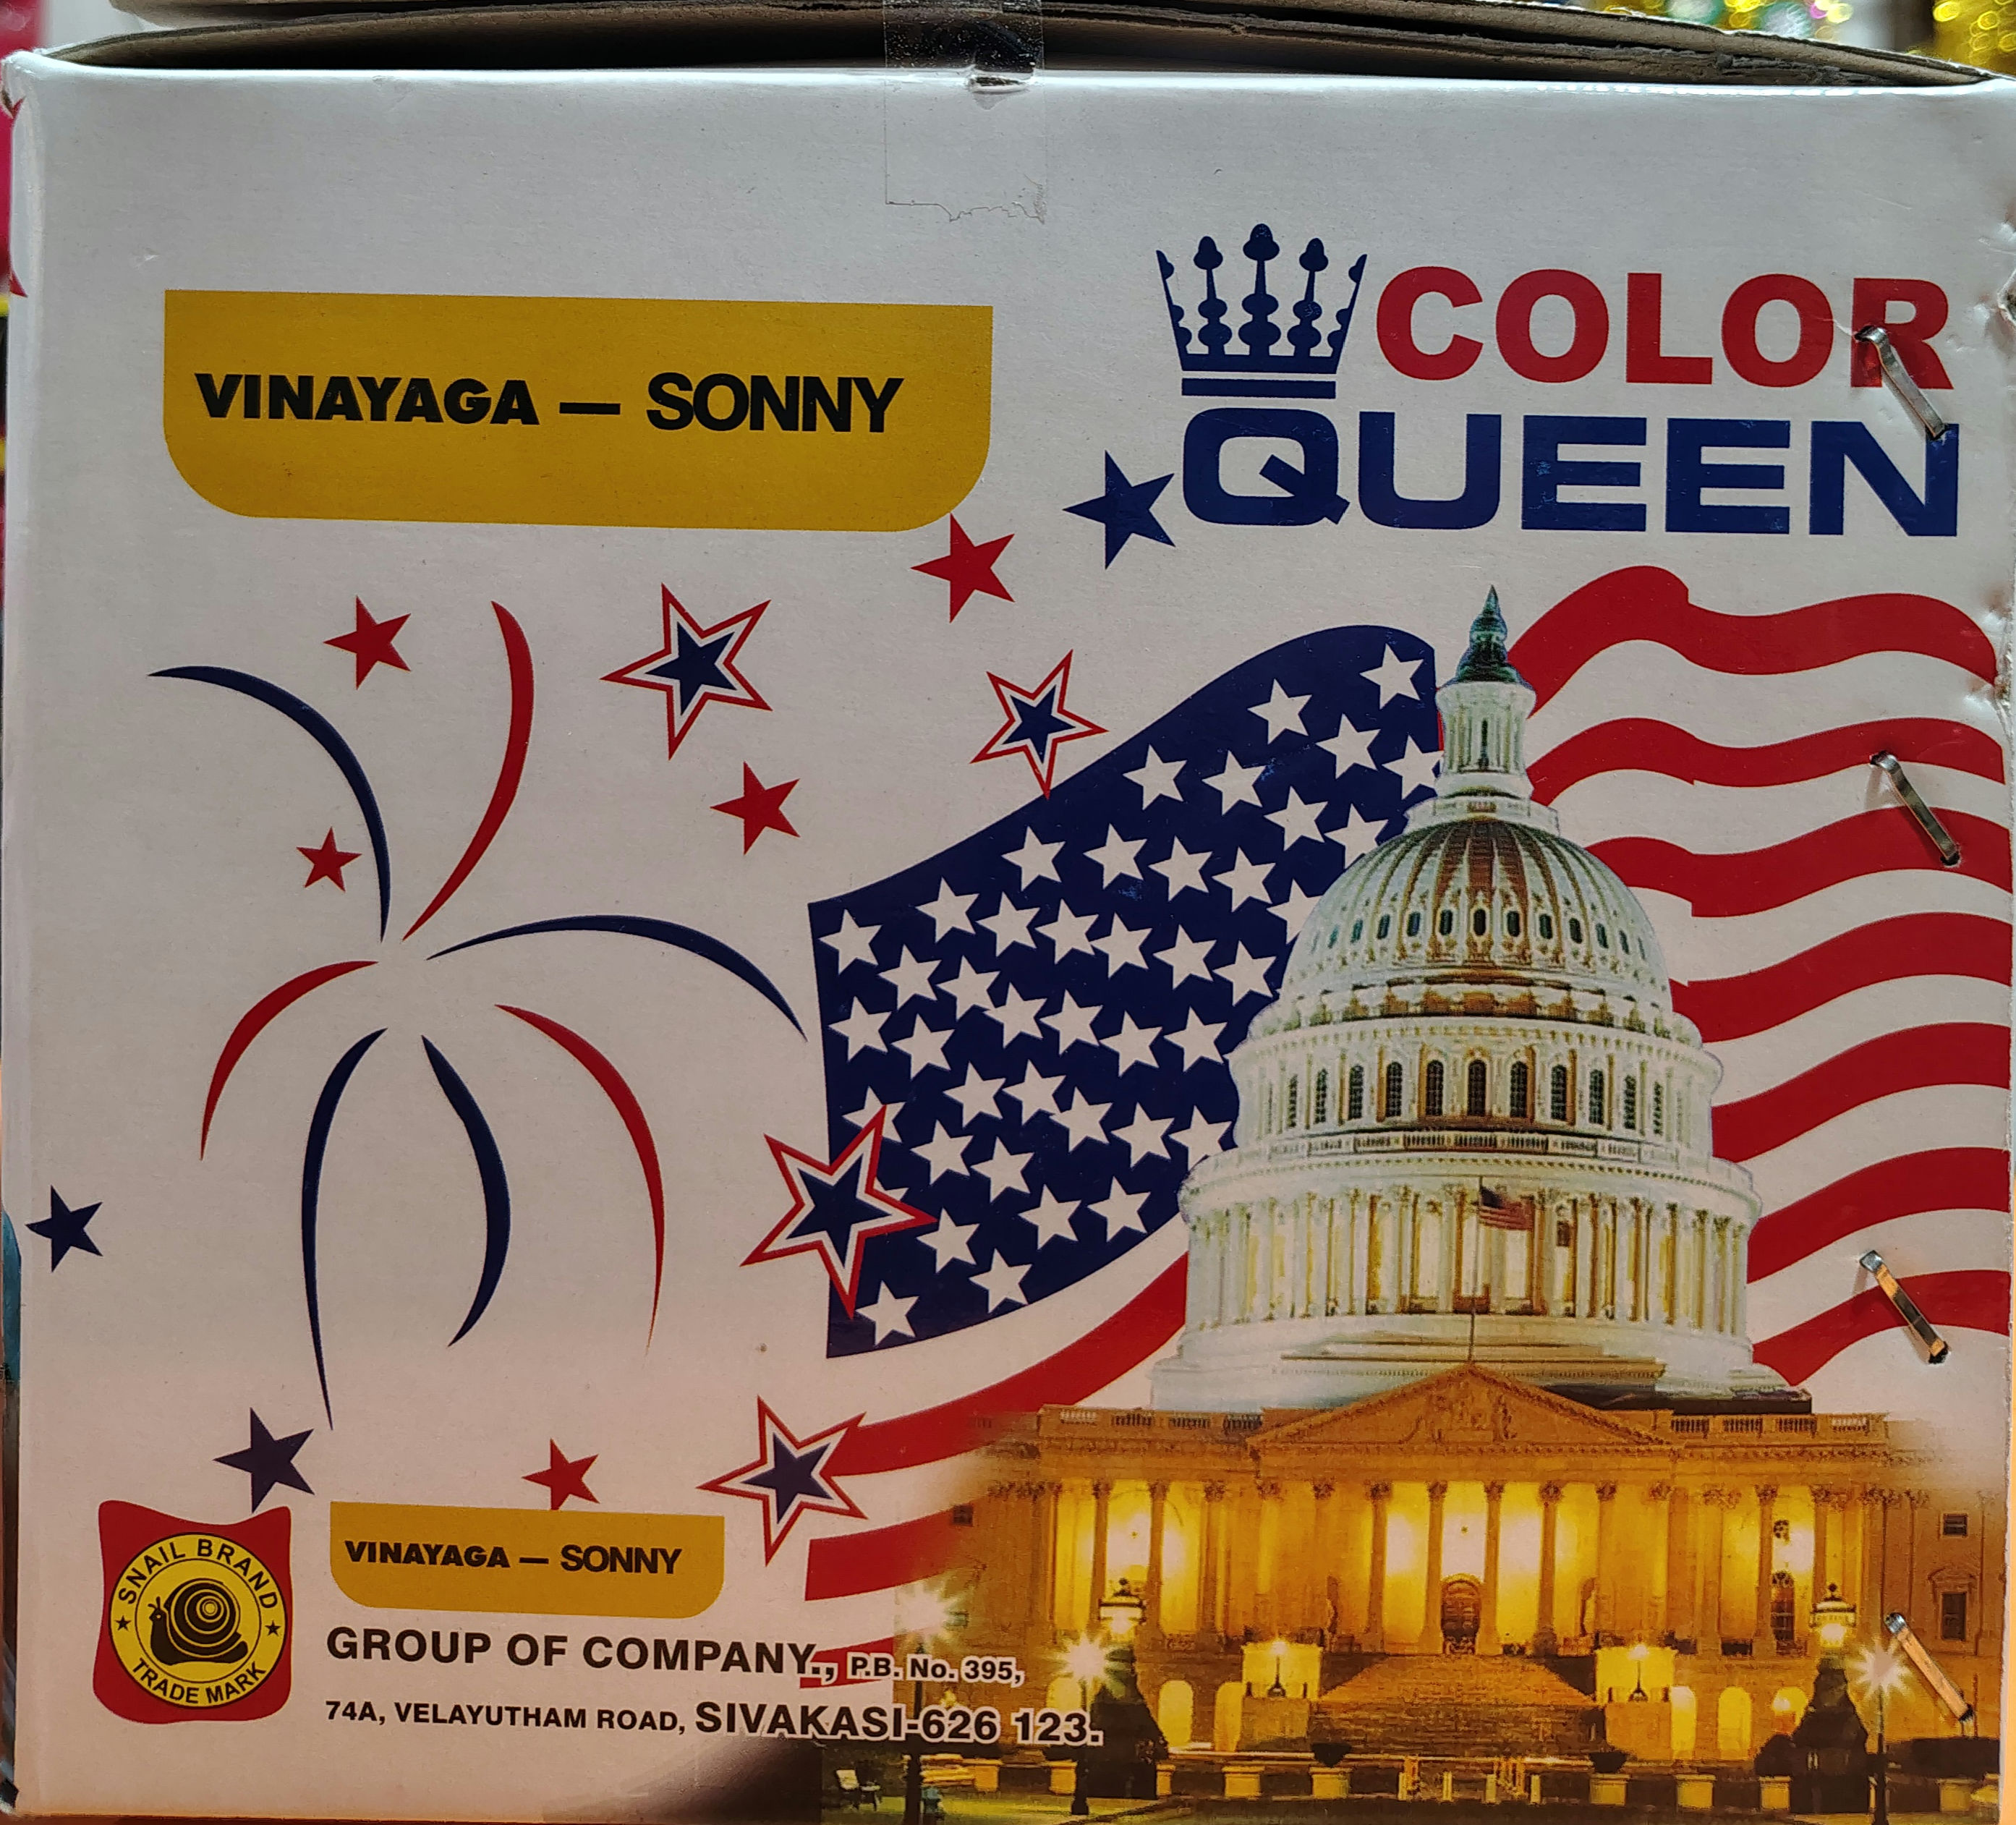 VINAYAGA — SONNY
COLOR
QUEEN
SNAIL BRAND
TRADE MARK
VINAYAGA — SONNY
GROUP OF COMPANY., P.B. No. 395,
74A, VELAYUTHAM ROAD, SIVAKASI-626 123.